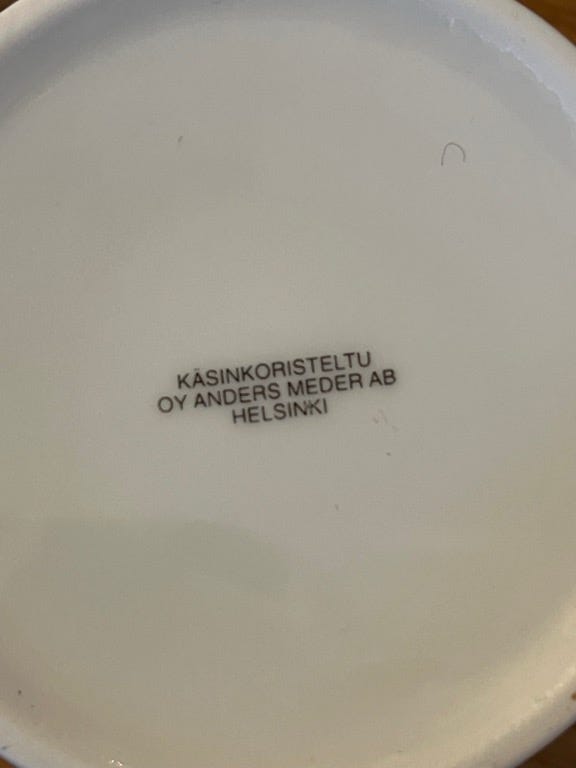 KÄSINKORISTELTU
OY ANDERS MEDER AB
HELSINKI